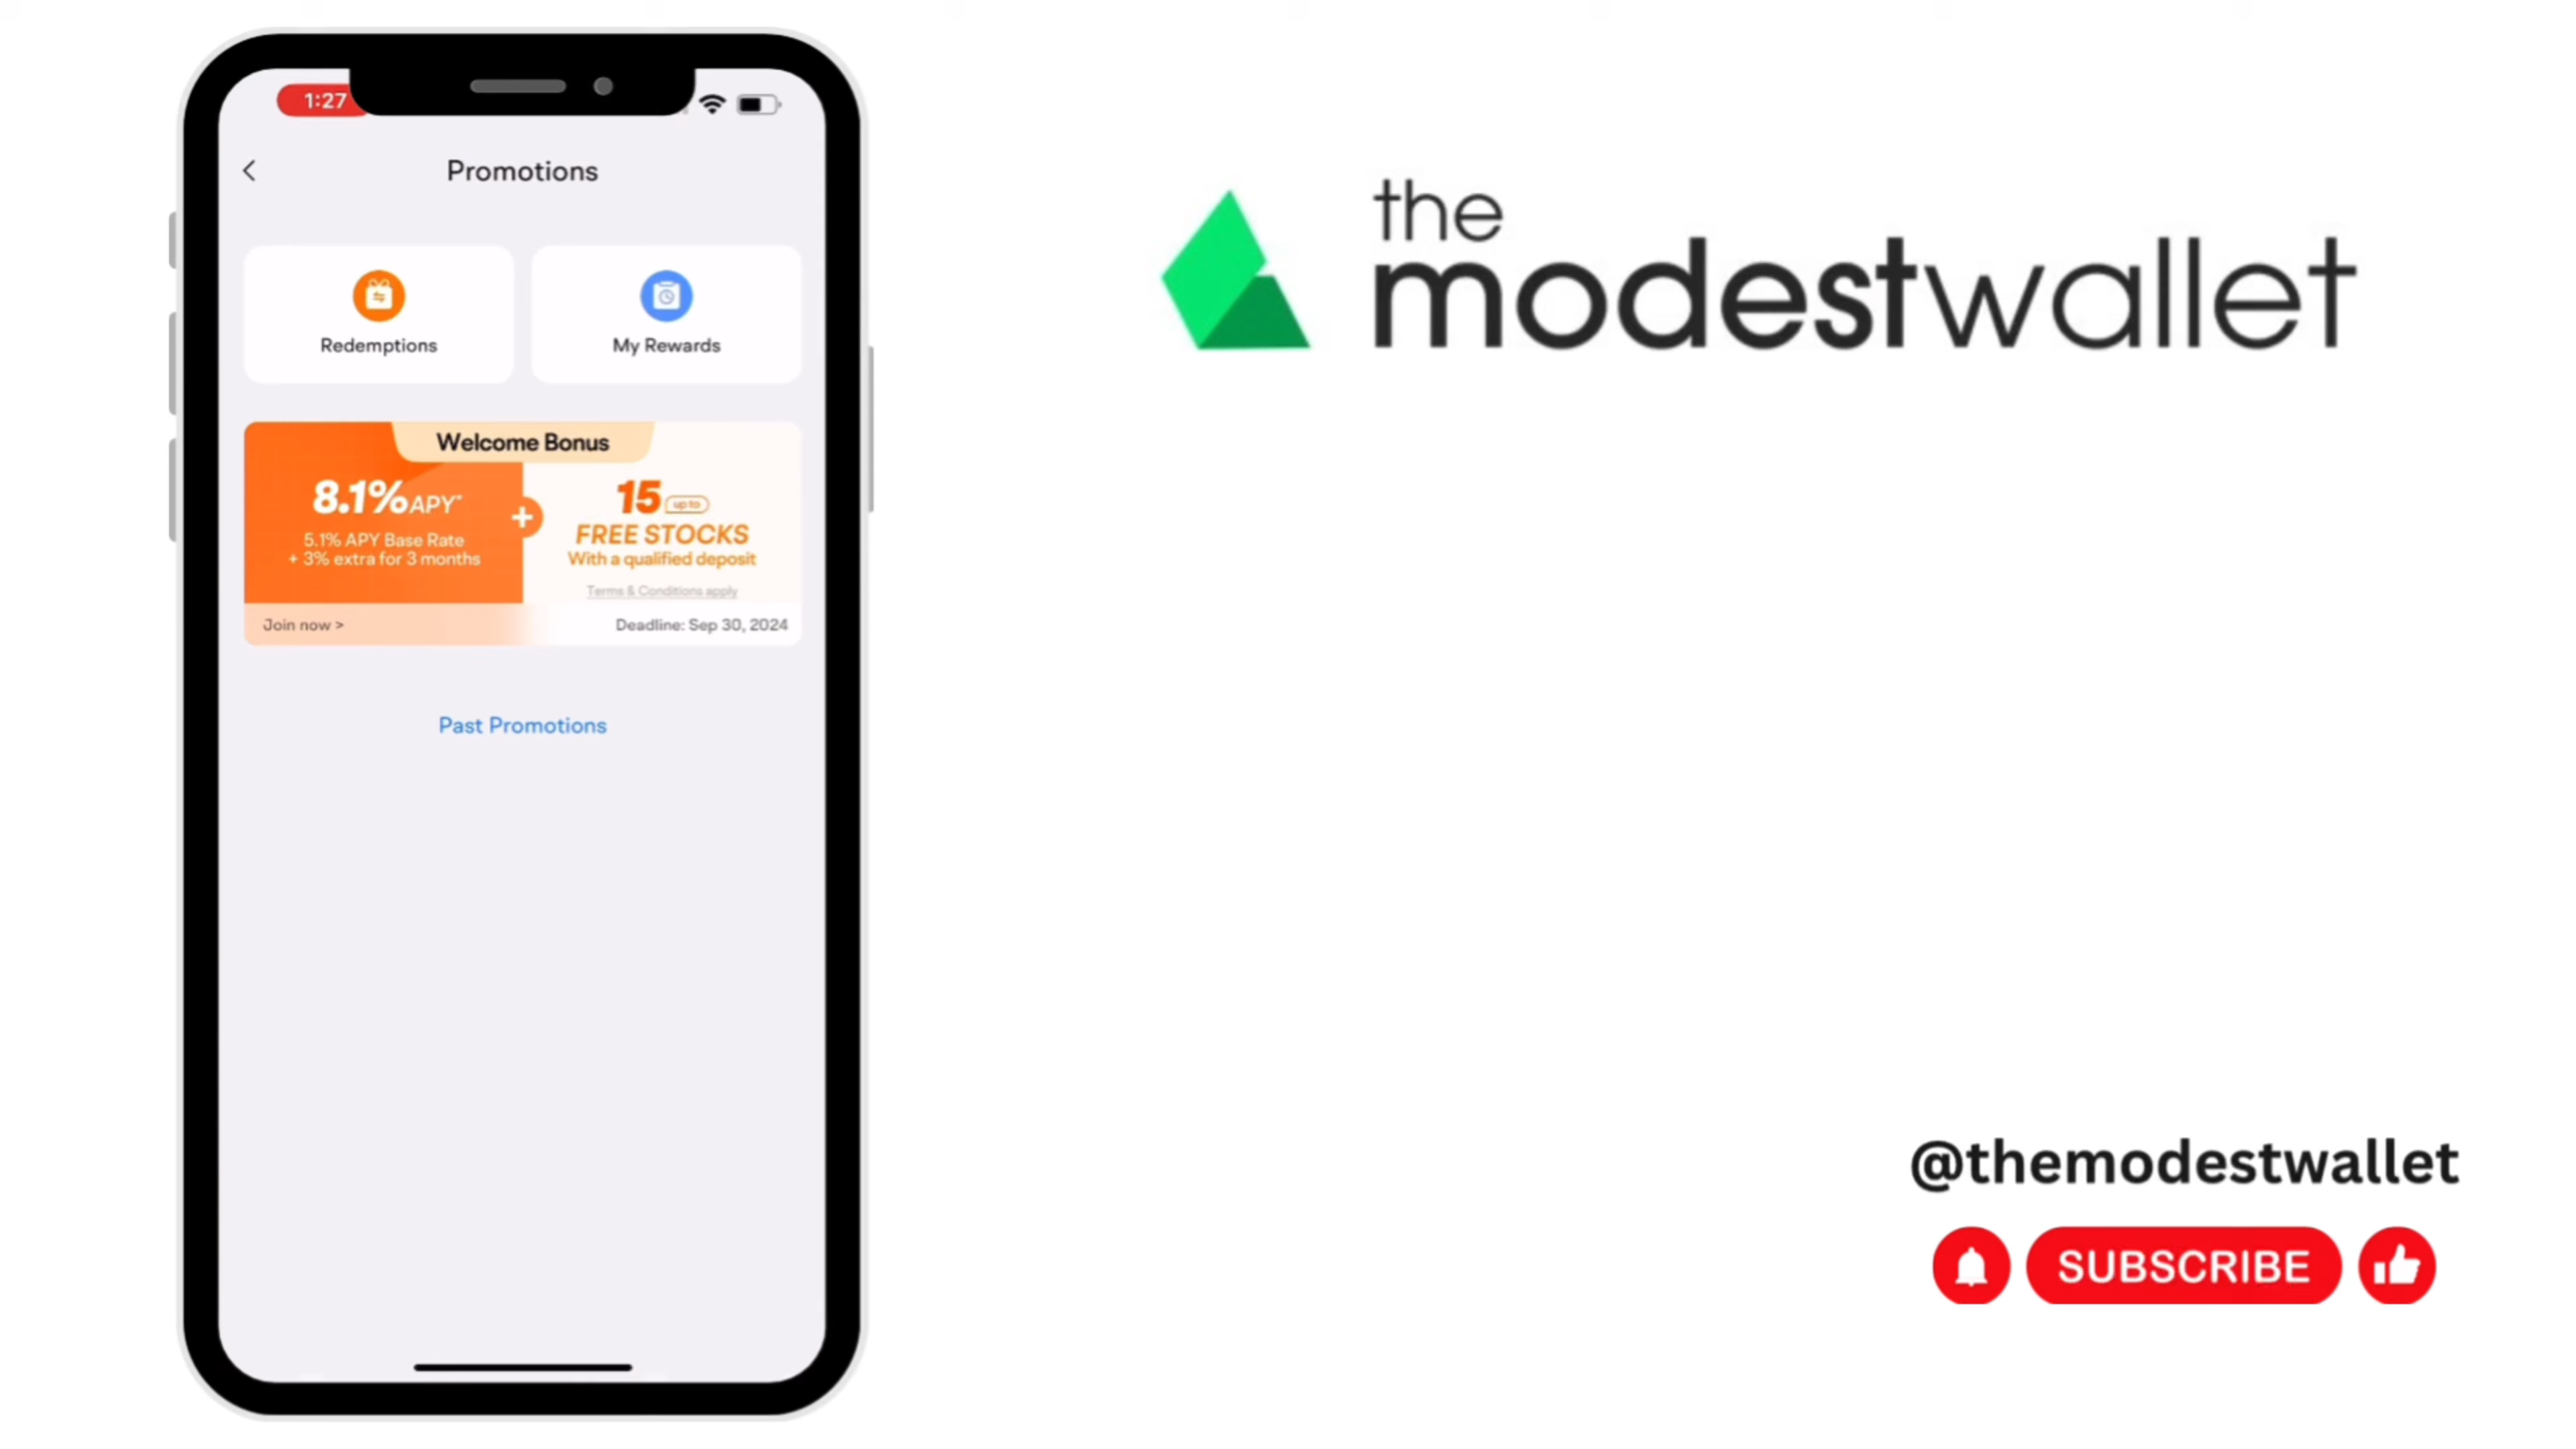 1:27
Promotions
Redemptions
My Rewards
Welcome Bonus
8.1% APY*
5.1% APY Base Rate
+ 3% extra for 3 months
+
15 up to
FREE STOCKS
With a qualified deposit
Terms & Conditions apply
Join now >
Deadline: Sep 30, 2024
Past Promotions
the
modestwallet
@themodestwallet
SUBSCRIBE